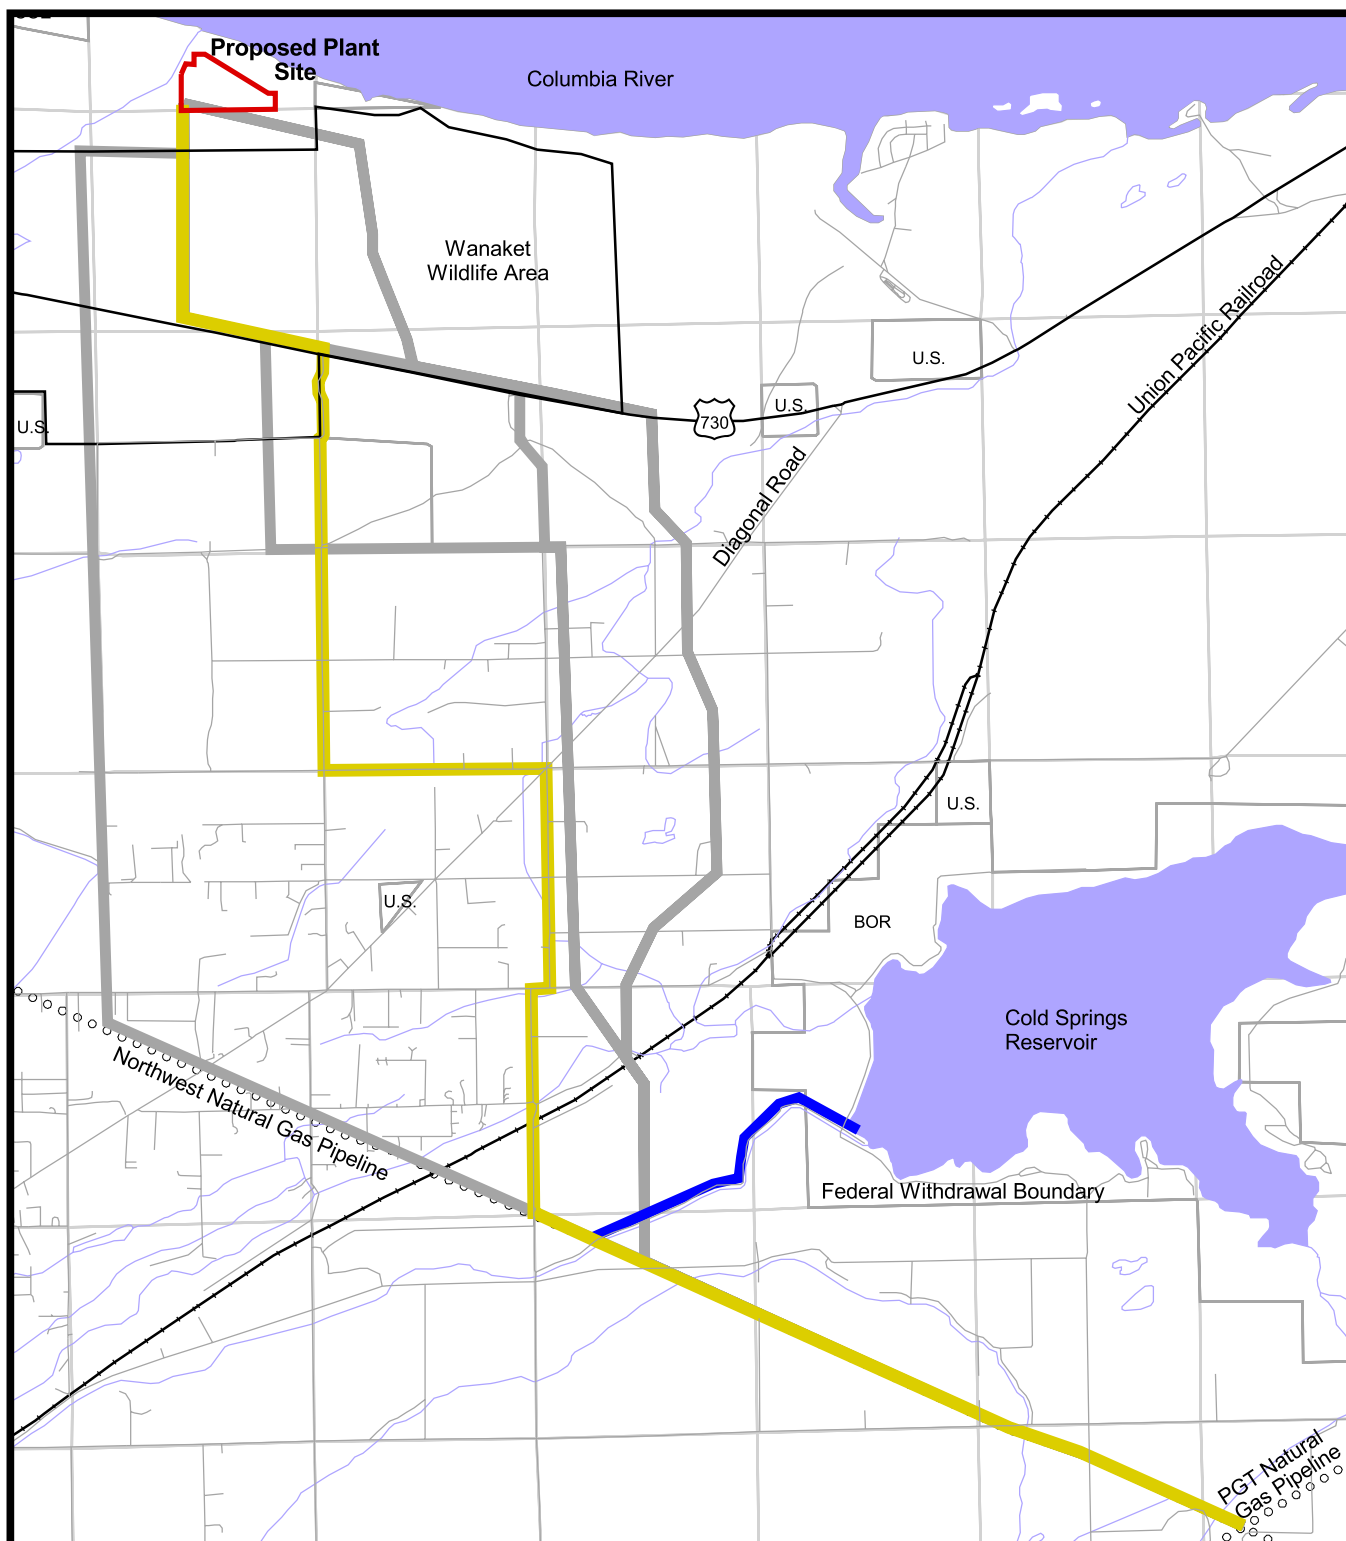 Proposed Plant
Site
Columbia River
Wanaket
Wildlife Area
Union Pacific Railroad
U.S.
U.S.
U.S.
730
Diagonal Road
U.S.
U.S.
BOR
Cold Springs
Reservoir
Northwest Natural Gas Pipeline
Federal Withdrawal Boundary
PGT Natural
Gas Pipeline